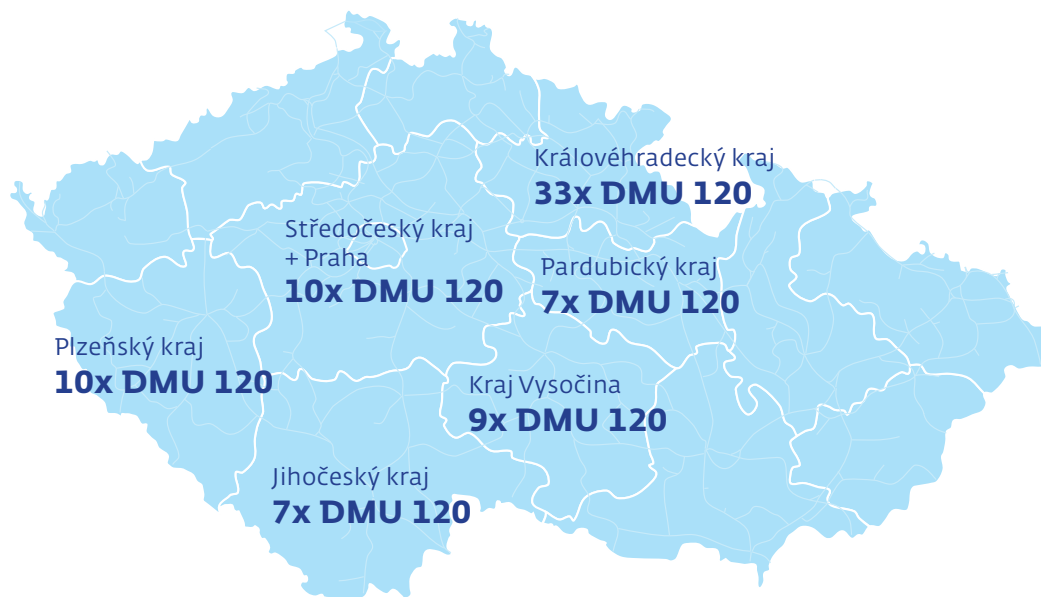 Královéhradecký kraj
33x DMU 120
Středočeský kraj
+ Praha
10x DMU 120
Pardubický kraj
7x DMU 120
Plzeňský kraj
10x DMU 120
Kraj Vysočina
9x DMU 120
Jihočeský kraj
7x DMU 120